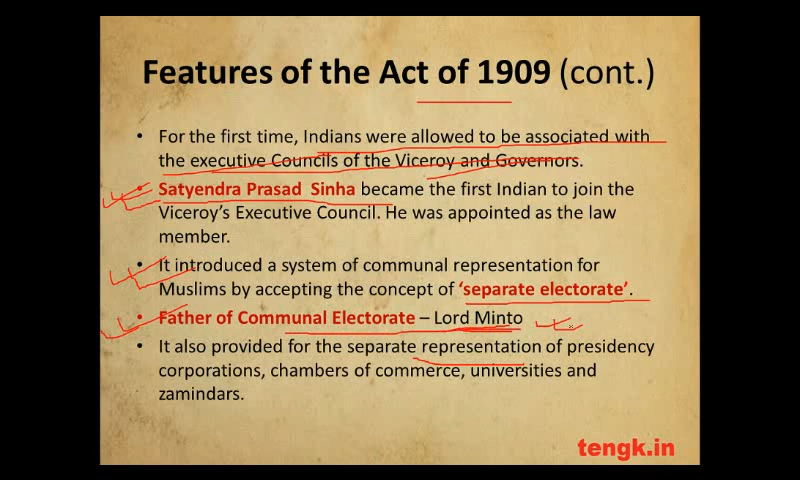 Features of the Act of 1909 (cont.)
• For the first time, Indians were allowed to be associated with
the executive Councils of the Viceroy and Governors.
• Satyendra Prasad Sinha became the first Indian to join the
Viceroy's Executive Council. He was appointed as the law
member.
• It introduced a system of communal representation for
Muslims by accepting the concept of 'separate electorate'.
• Father of Communal Electorate – Lord Minto
• It also provided for the separate representation of presidency
corporations, chambers of commerce, universities and
zamindars.
tengk.in